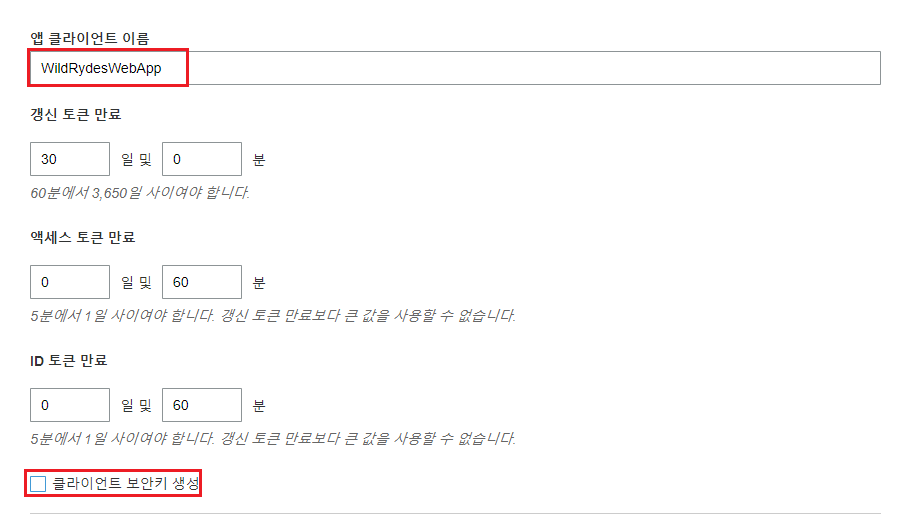 앱 클라이언트 이름
WildRydesWebApp
갱신 토큰 만료
30 일 및 0 분
60분에서 3,650일 사이여야 합니다.
액세스 토큰 만료
0 일 및 60 분
5분에서 1일 사이여야 합니다. 갱신 토큰 만료보다 큰 값을 사용할 수 없습니다.
ID 토큰 만료
0 일 및 60 분
5분에서 1일 사이여야 합니다. 갱신 토큰 만료보다 큰 값을 사용할 수 없습니다.
클라이언트 보안키 생성